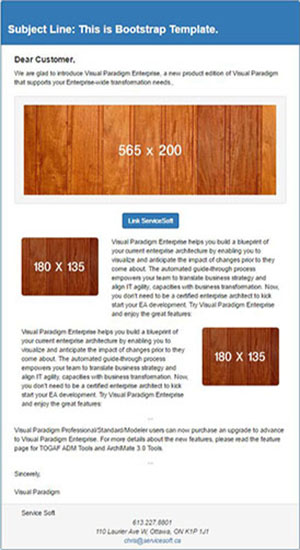 Subject Line: This is Bootstrap Template.
Dear Customer,
We are glad to introduce Visual Paradigm Enterprise, a new product edition of Visual Paradigm
that supports your Enterprise-wide transformation needs.
565 x 200
Link ServiceSoft
180 X 135
Visual Paradigm Enterprise helps you build a blueprint of
your current enterprise architecture by enabling you to
visualize and anticipate the impact of changes prior to they
come about. The automated guide-through process
empowers your team to translate business strategy and
align IT agility, capacities with business transformation. Now,
you don't need to be a certified enterprise architect to kick
start your EA development. Try Visual Paradigm Enterprise
and enjoy the great features:
Visual Paradigm Enterprise helps you build a blueprint of
your current enterprise architecture by enabling you to
visualize and anticipate the impact of changes prior to they
come about. The automated guide-through process
empowers your team to translate business strategy and
align IT agility, capacities with business transformation. Now,
you don't need to be a certified enterprise architect to kick
start your EA development. Try Visual Paradigm Enterprise
and enjoy the great features:
180 X 135
...
Visual Paradigm Professional/Standard/Modeler users can now purchase an upgrade to advance
to Visual Paradigm Enterprise. For more details about the new features, please read the feature
page for TOGAF ADM Tools and ArchiMate 3.0 Tools.
...
Sincerely,
Visual Paradigm
Service Soft
613.227.8801
110 Laurier Ave W, Ottawa, ON K1P 1J1
chris@servicesoft.ca